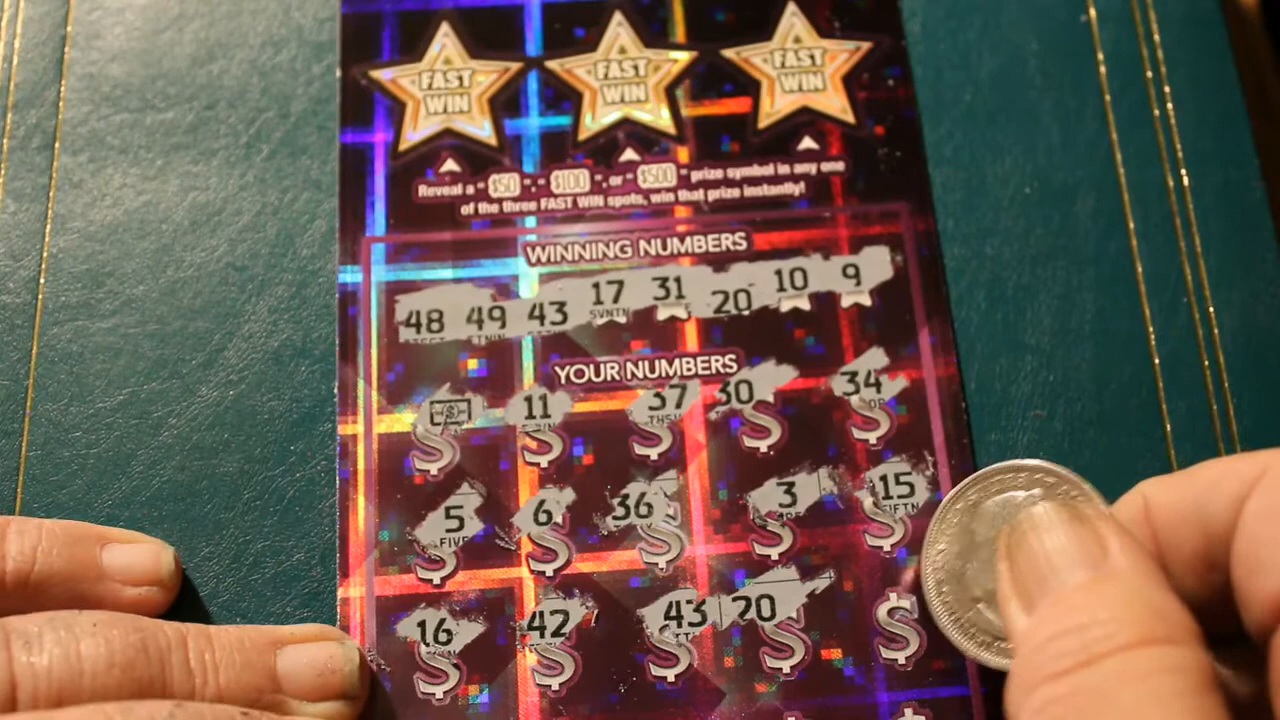 FAST WIN FAST WIN FAST WIN
Reveal a "$50", "$100", or "$500" prize symbol in any one
of the three FAST WIN spots, win that prize instantly!
WINNING NUMBERS
48 49 43 17 31 20 10 9
SVNTN
YOUR NUMBERS
$ 11 37 30 34
$ $ $ $ $
5 6 36 3 15
FIVE FIFTN
$ $ $ $ $
16 42 43 20
$ $ $ $ $